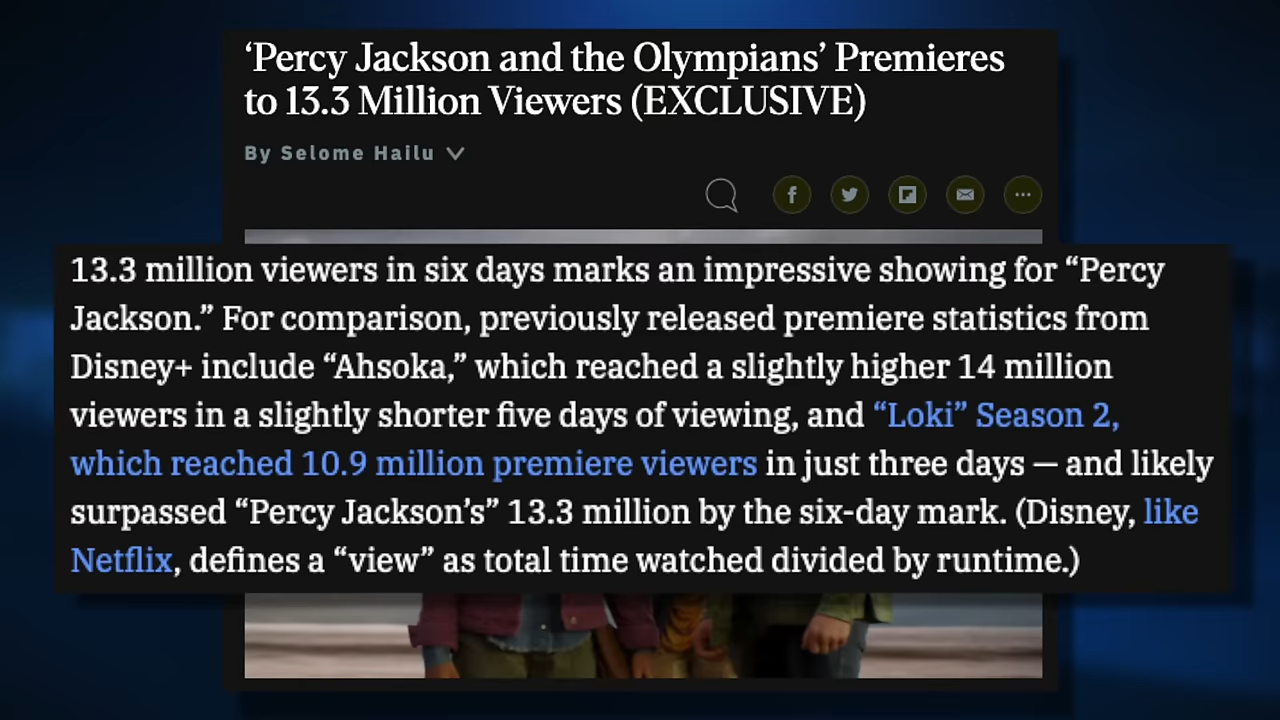 ‘Percy Jackson and the Olympians’ Premieres
to 13.3 Million Viewers (EXCLUSIVE)
By Selome Hailu
13.3 million viewers in six days marks an impressive showing for “Percy
Jackson.” For comparison, previously released premiere statistics from
Disney+ include “Ahsoka,” which reached a slightly higher 14 million
viewers in a slightly shorter five days of viewing, and “Loki” Season 2,
which reached 10.9 million premiere viewers in just three days — and likely
surpassed “Percy Jackson’s” 13.3 million by the six-day mark. (Disney, like
Netflix, defines a “view” as total time watched divided by runtime.)